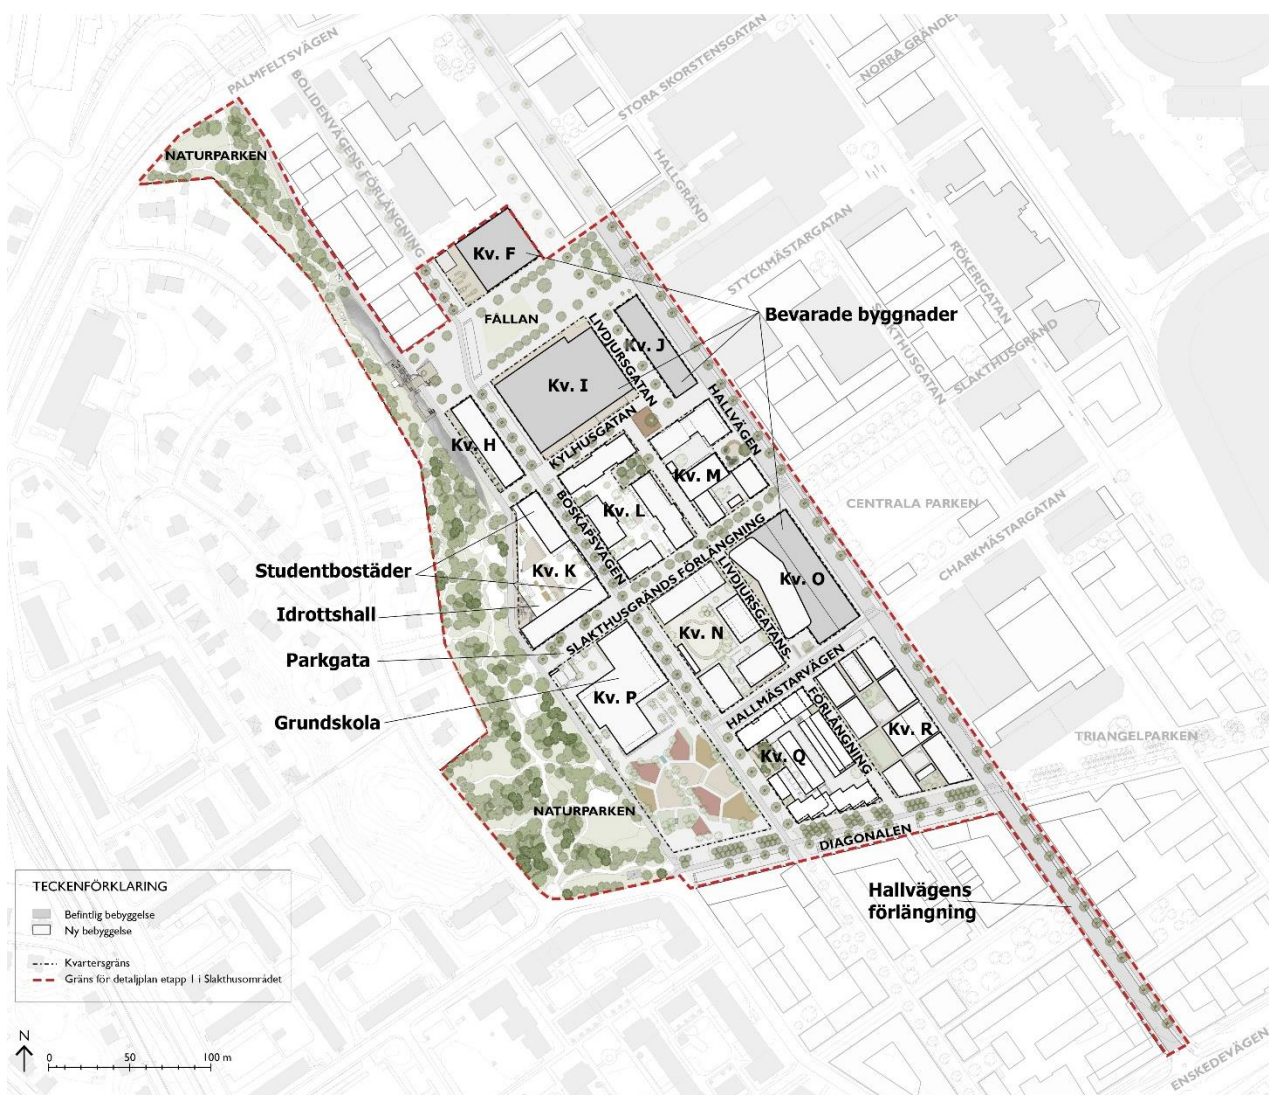 PALMFELTSVÄGEN
BOLIDENVÄGENS FÖRLÄNGNING
STORA SKORSTENSGATAN
NORRA GRÄNDEN
HALLGRÄND
NATURPARKEN
STYCKMÄSTARGATAN
RÖKERIGATAN
SLAKTHUSGATAN
SLAKTHUSGRÄND
Kv. F
FÅLLAN
LIVDJURSGATAN
Kv. J
Bevarade byggnader
Kv. I
HALLVÄGEN
KYLHUSGATAN
Kv. H
Kv. M
BOSKAPSVÄGEN
Kv. L
CENTRALA PARKEN
CHARKMÄSTARGATAN
Studentbostäder
Kv. K
SLAKTHUSGRÄNDS FÖRLÄNGNING
Kv. O
Idrottshall
LIVDJURSGATANS
FÖRLÄNGNING
Kv. N
Parkgata
HALLMÄSTARVÄGEN
Kv. P
Grundskola
Kv. R
TRIANGELPARKEN
Kv. Q
NATURPARKEN
DIAGONALEN
Hallvägens
förlängning
ENSKEDEVÄGEN
TECKENFÖRKLARING
Befintlig bebyggelse
Ny bebyggelse
Kvartersgräns
Gräns för detaljplan etapp 1 i Slakthusområdet
N
0 50 100 m